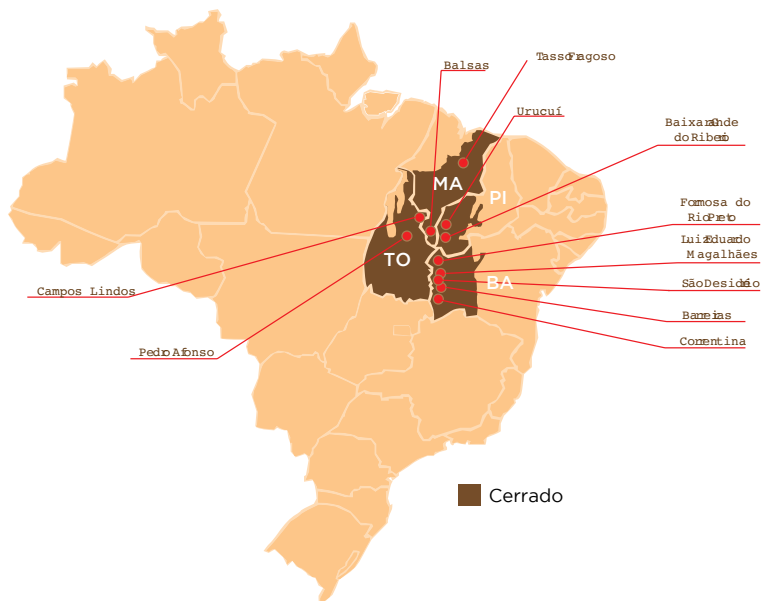 Tasso Fragoso
Balsas
Urucuí
Baixa Grande
do Ribeiro
MA
PI
Formosa do
Rio Preto
Luiz Eduardo
Magalhães
TO
BA
São Desidério
Campos Lindos
Barreiras
Correntina
Pedro Afonso
Cerrado